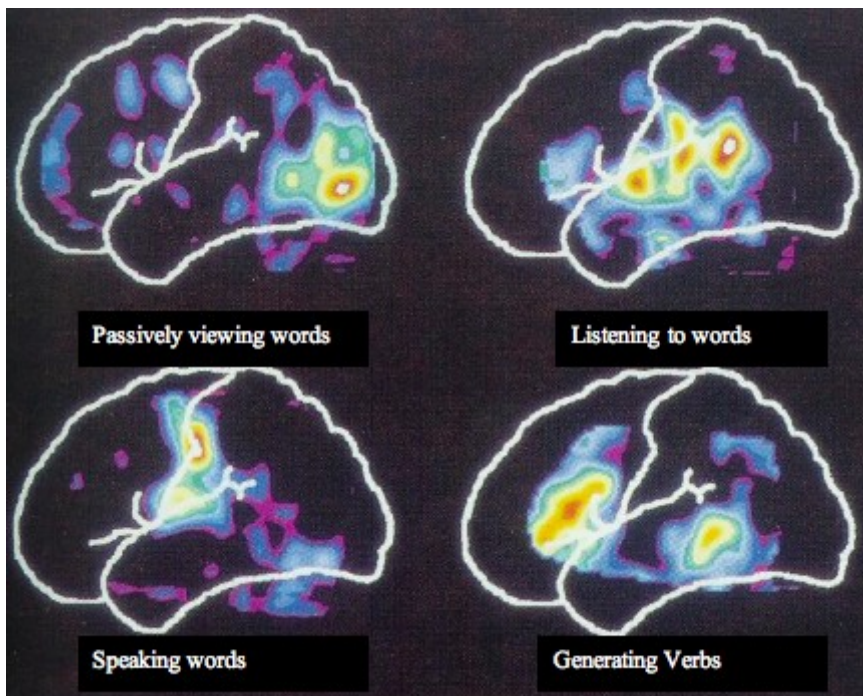 Passively viewing words
Listening to words
Speaking words
Generating Verbs